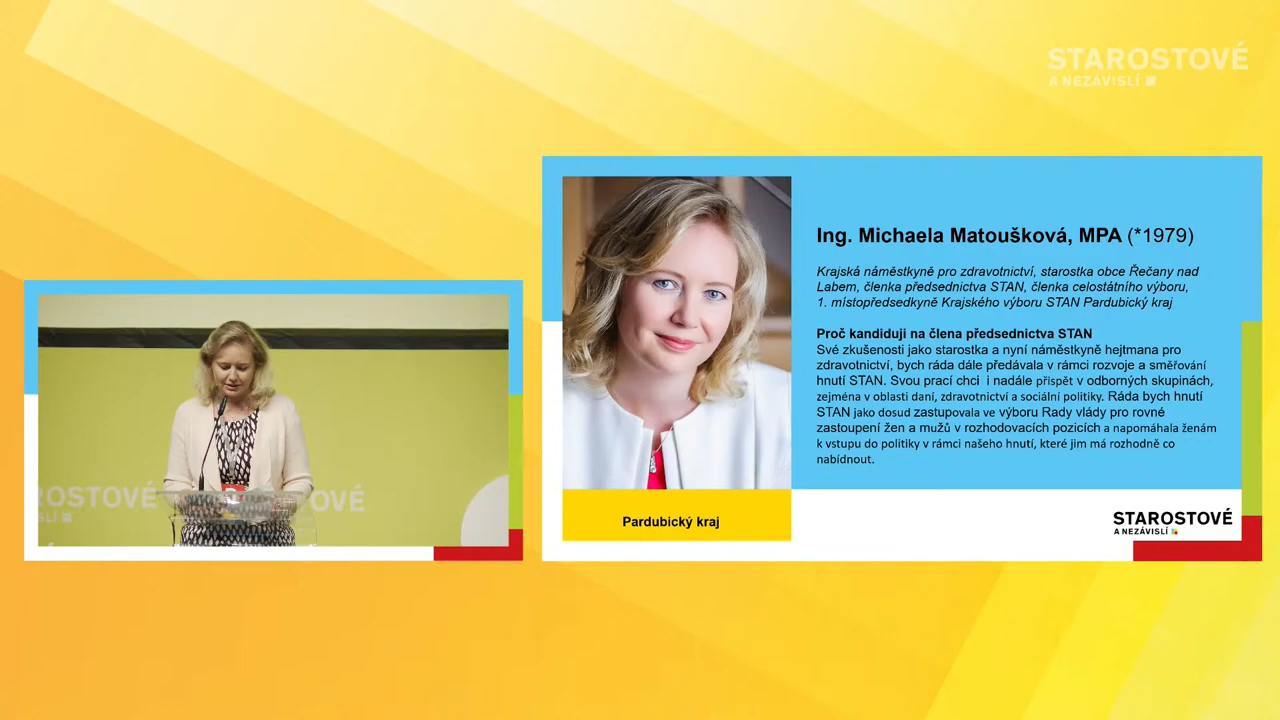 STAROSTOVÉ
A NEZÁVISLÍ
Ing. Michaela Matoušková, MPA (*1979)
Krajská náměstkyně pro zdravotnictví, starostka obce Řečany nad
Labem, členka předsednictva STAN, členka celostátního výboru,
1. místopředsedkyně Krajského výboru STAN Pardubický kraj
Proč kandiduji na člena předsednictva STAN
Své zkušenosti jako starostka a nyní náměstkyně hejtmana pro
zdravotnictví, bych ráda dále předávala v rámci rozvoje a směřování
hnutí STAN. Svou prací chci i nadále přispět v odborných skupinách,
zejména v oblasti daní, zdravotnictví a sociální politiky. Ráda bych hnutí
STAN jako dosud zastupovala ve výboru Rady vlády pro rovné
zastoupení žen a mužů v rozhodovacích pozicích a napomáhala ženám
k vstupu do politiky v rámci našeho hnutí, které jim má rozhodně co
nabídnout.
Pardubický kraj
STAROSTOVÉ
A NEZÁVISLÍ
ROSTOVÉ
ISLÍ
OVÉ